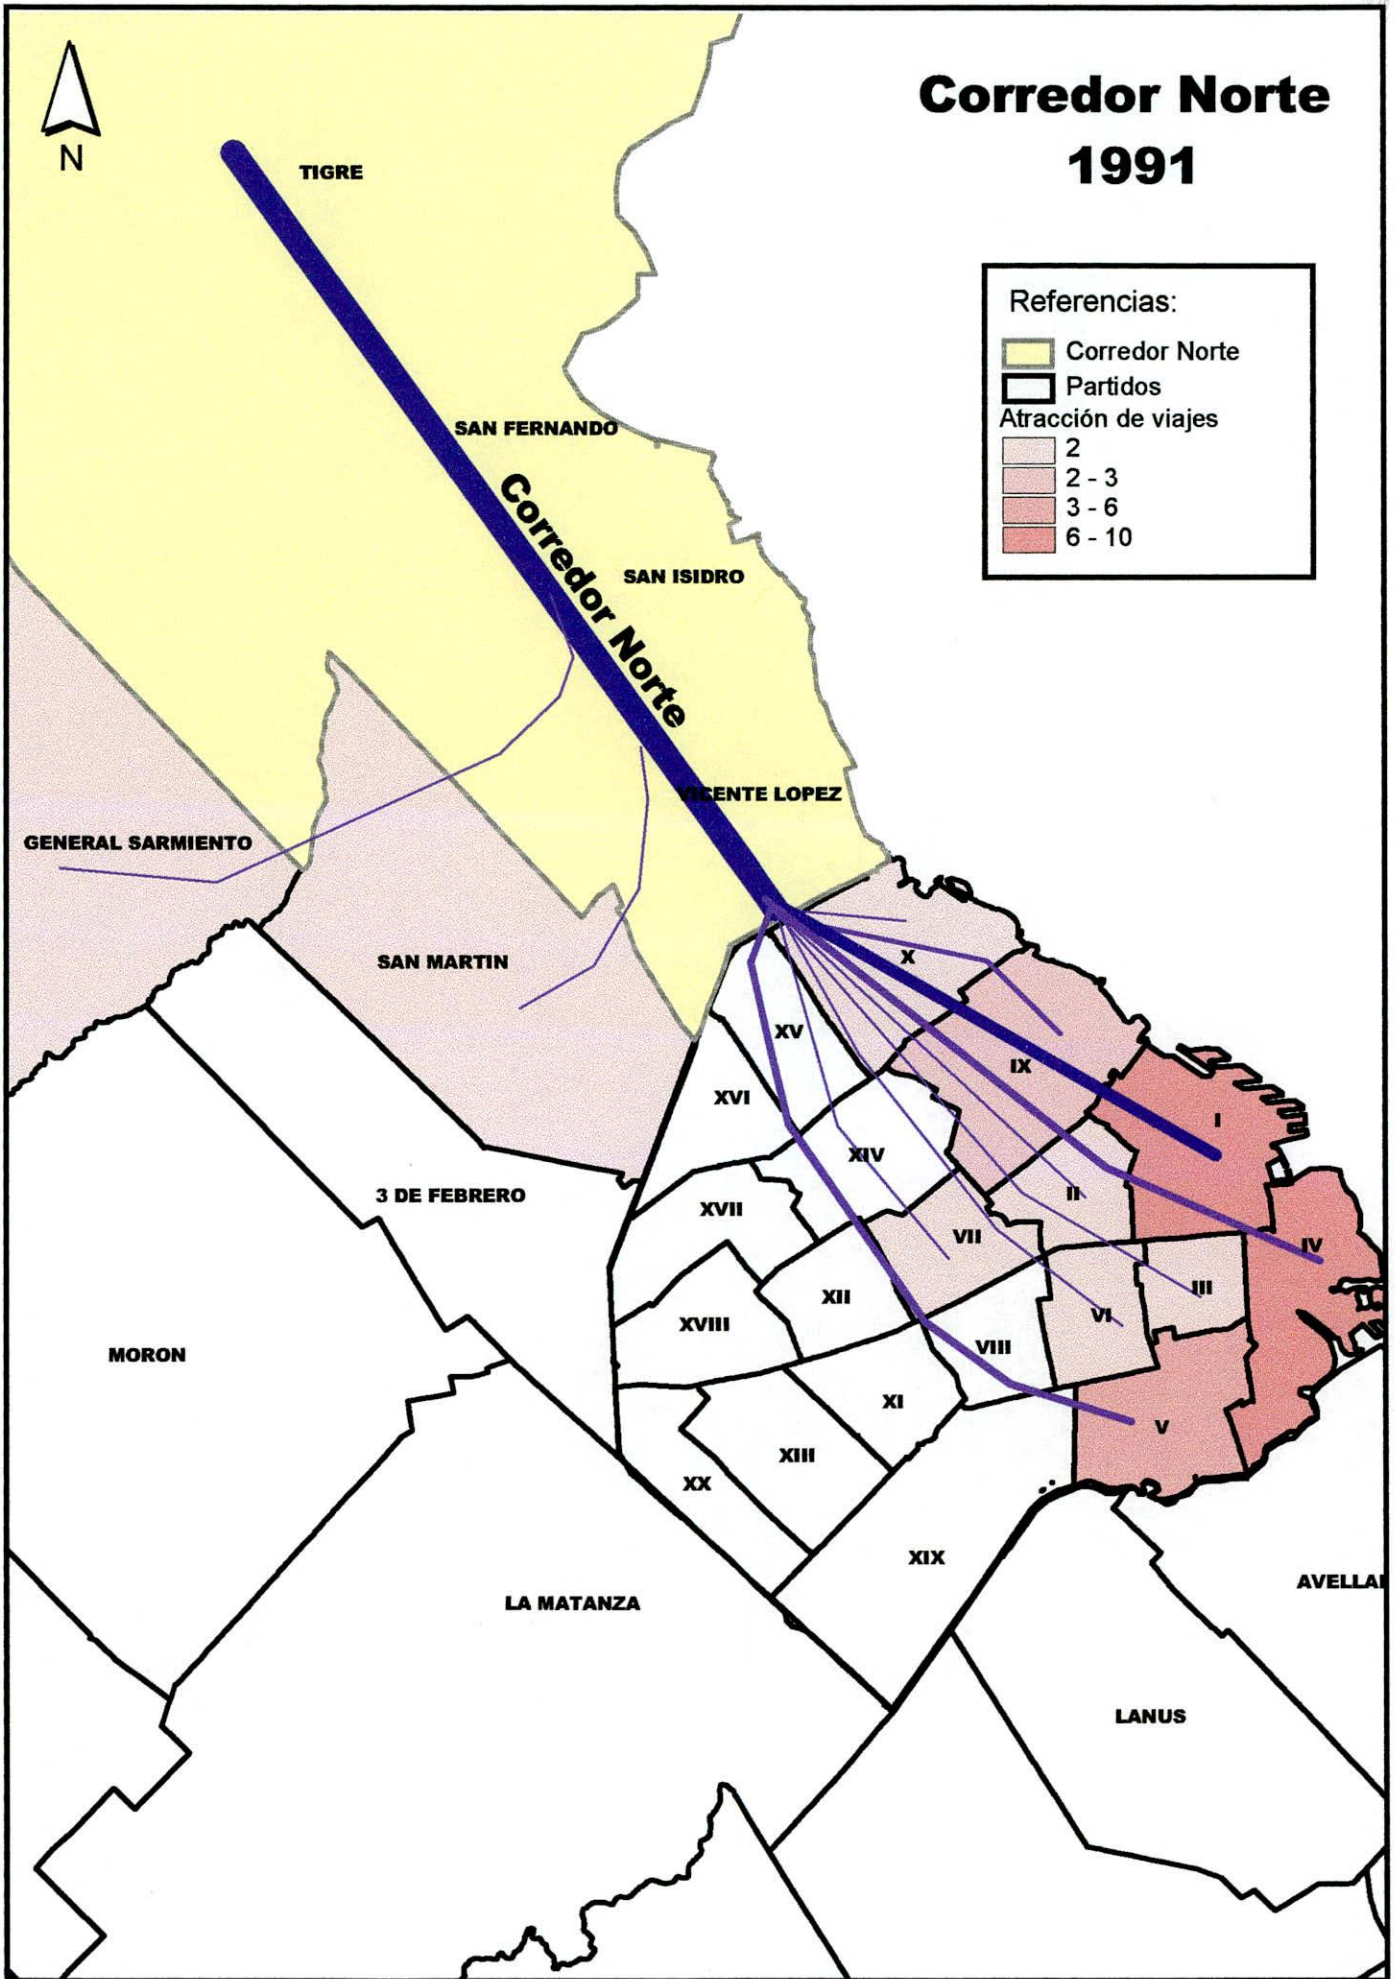 Corredor Norte
1991
N
TIGRE
Referencias:
Corredor Norte
Partidos
Atracción de viajes
2
2 - 3
3 - 6
6 - 10
SAN FERNANDO
Corredor Norte
SAN ISIDRO
VICENTE LOPEZ
GENERAL SARMIENTO
SAN MARTIN
X
XV
IX
XVI
I
XIV
3 DE FEBRERO
II
XVII
VII
IV
III
XII
VI
XVIII
VIII
MORON
XI
V
XIII
XX
XIX
AVELLA
LA MATANZA
LANUS